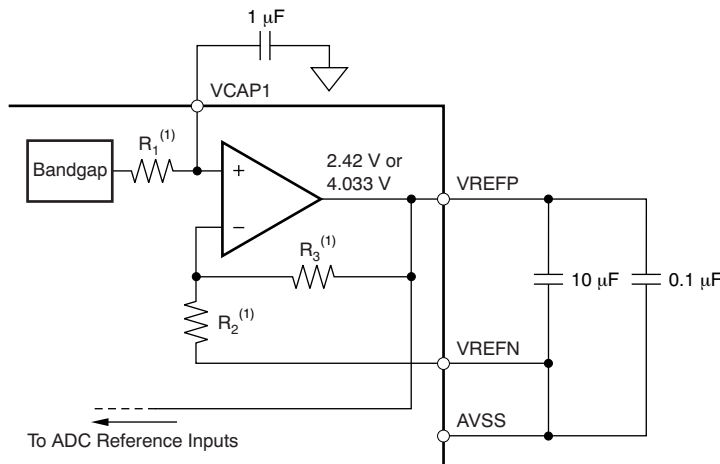 1 μF
VCAP1
R1(1)
Bandgap
+
2.42 V or
4.033 V
VREFP
−
R3(1)
10 μF
0.1 μF
R2(1)
VREFN
AVSS
To ADC Reference Inputs